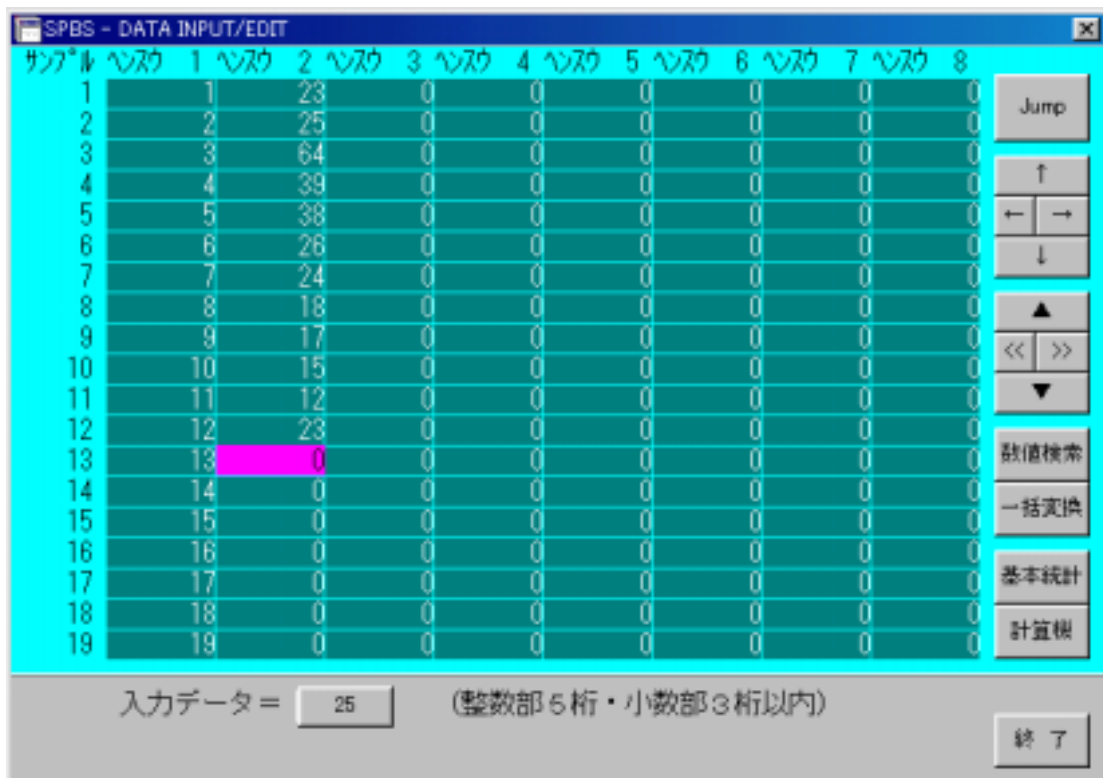 SPBS - DATA INPUT/EDIT
サンプル ヘンスウ 1 ヘンスウ 2 ヘンスウ 3 ヘンスウ 4 ヘンスウ 5 ヘンスウ 6 ヘンスウ 7 ヘンスウ 8
1 1 23 0 0 0 0 0 0
2 2 25 0 0 0 0 0 0
3 3 64 0 0 0 0 0 0
4 4 39 0 0 0 0 0 0
5 5 38 0 0 0 0 0 0
6 6 26 0 0 0 0 0 0
7 7 24 0 0 0 0 0 0
8 8 18 0 0 0 0 0 0
9 9 17 0 0 0 0 0 0
10 10 15 0 0 0 0 0 0
11 11 12 0 0 0 0 0 0
12 12 23 0 0 0 0 0 0
13 13 0 0 0 0 0 0 0
14 14 0 0 0 0 0 0 0
15 15 0 0 0 0 0 0 0
16 16 0 0 0 0 0 0 0
17 17 0 0 0 0 0 0 0
18 18 0 0 0 0 0 0 0
19 19 0 0 0 0 0 0 0
Jump
↑
← →
↓
▲
<< >>
▼
数値検索
一括変換
基本統計
計算機
入力データ＝ 25 (整数部５桁・小数部３桁以内)
終 了